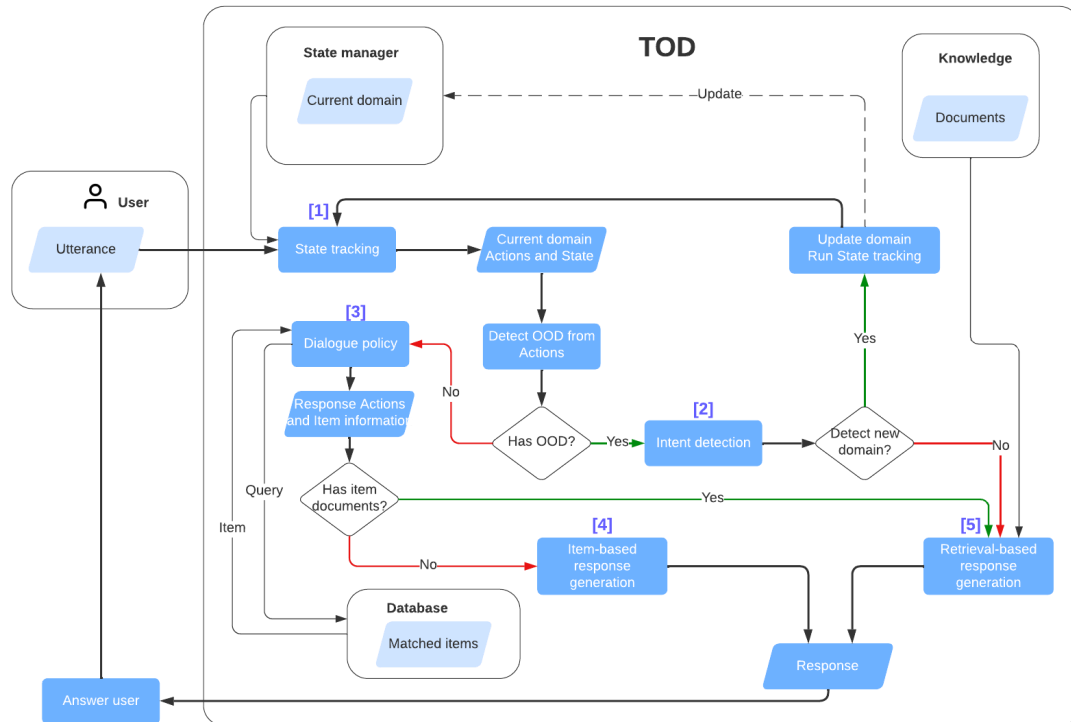 TOD
State manager
Current domain
Knowledge
Documents
Update
User
Utterance
[1]
State tracking
Current domain
Actions and State
Update domain
Run State tracking
[3]
Dialogue policy
Detect OOD from
Actions
Yes
No
Response Actions
and Item information
Has OOD?
Yes
[2]
Intent detection
Detect new
domain?
No
Has item
documents?
Yes
Query
Item
[4]
Item-based
response
generation
No
[5]
Retrieval-based
response
generation
Database
Matched items
Response
Answer user